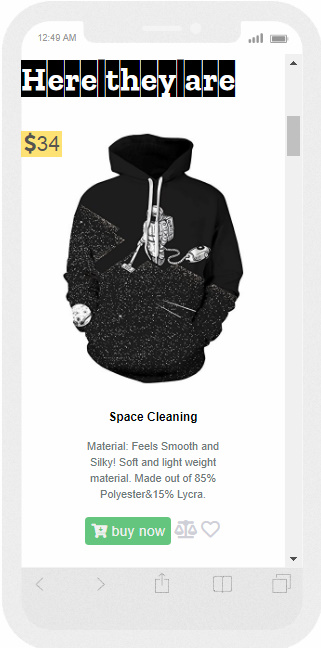 12:49 AM
Here they are
$34
Space Cleaning
Material: Feels Smooth and
Silky! Soft and light weight
material. Made out of 85%
Polyester&15% Lycra.
buy now